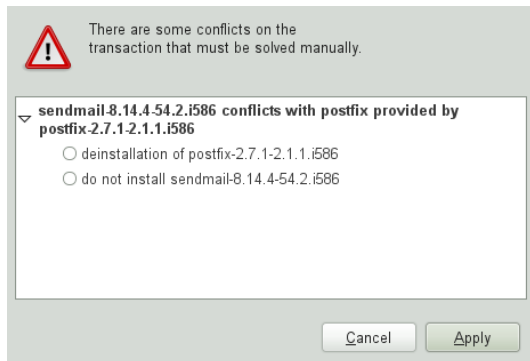 There are some conflicts on the
transaction that must be solved manually.
sendmail-8.14.4-54.2.i586 conflicts with postfix provided by
postfix-2.7.1-2.1.1.i586
deinstallation of postfix-2.7.1-2.1.1.i586
do not install sendmail-8.14.4-54.2.i586
Cancel
Apply